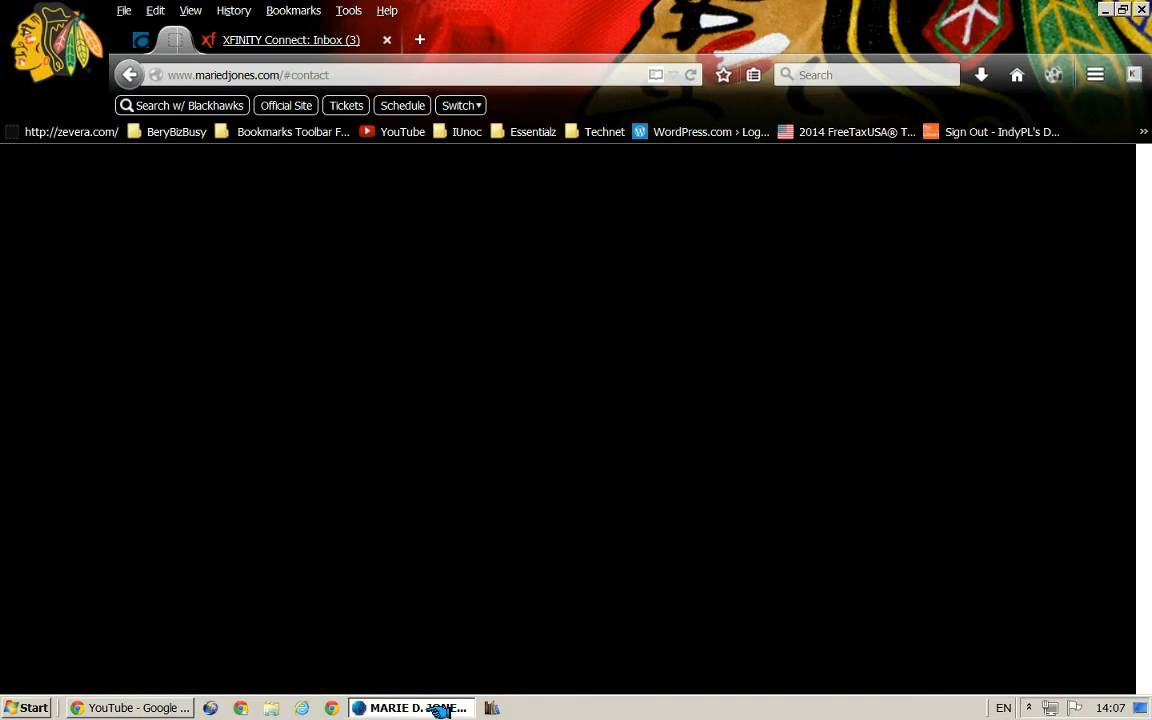 File Edit View History Bookmarks Tools Help
XFINITY Connect: Inbox (3)
www.mariedjones.com/#contact Search
Search w/ Blackhawks Official Site Tickets Schedule Switch
http://zevera.com/ BeryBizBusy Bookmarks Toolbar F... YouTube IUnoc Essentialz Technet WordPress.com › Log... 2014 FreeTaxUSA® T... Sign Out - IndyPL's D...
Start YouTube - Google ... MARIE D. JONE... EN 14:07